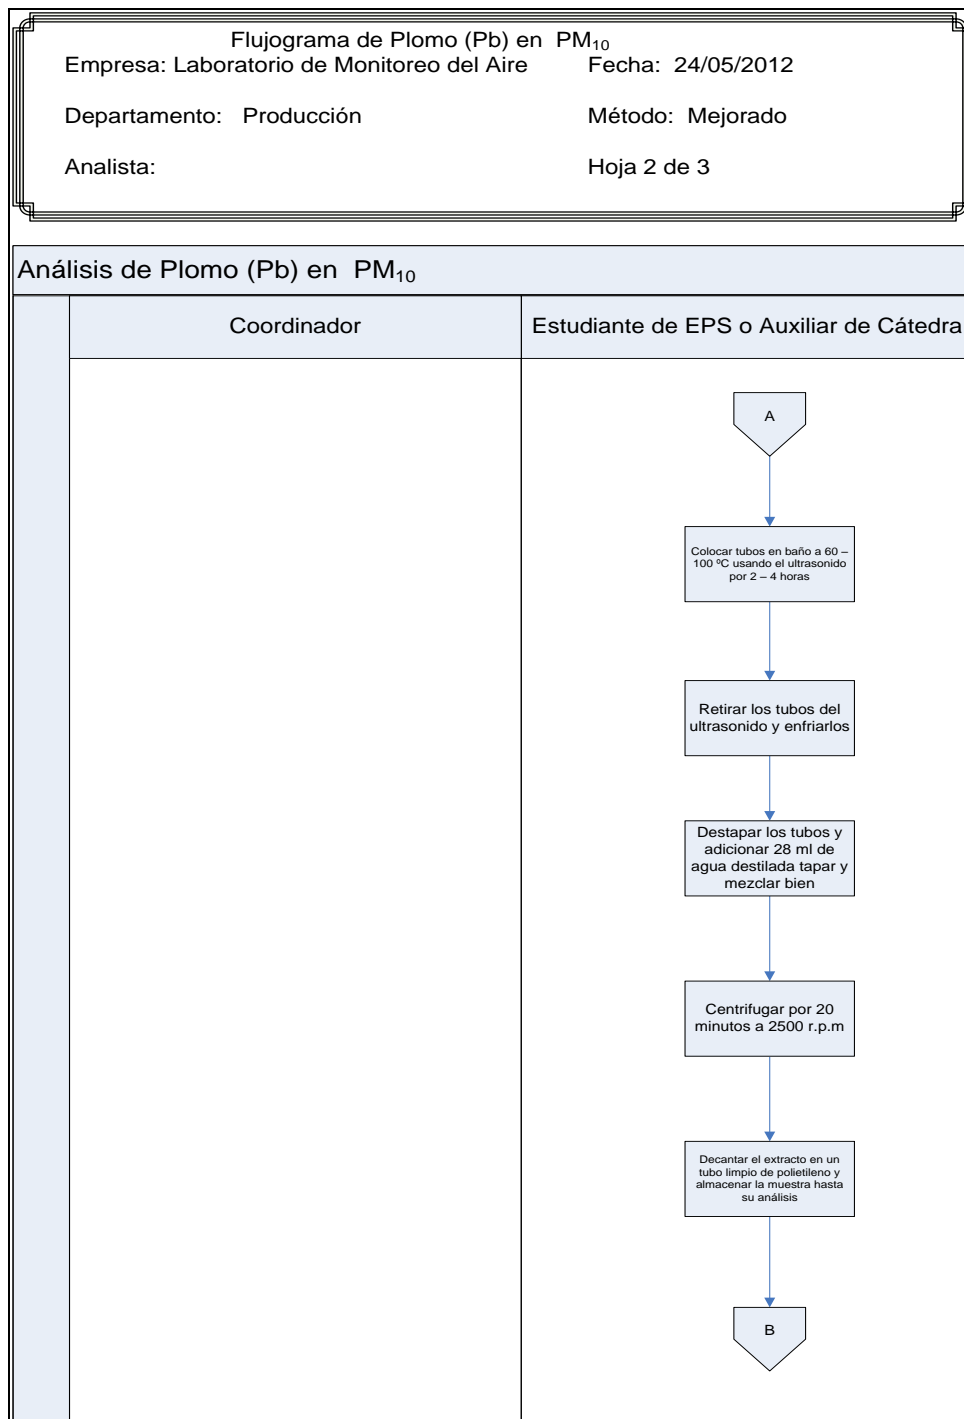 Flujograma de Plomo (Pb) en PM₁₀
Empresa: Laboratorio de Monitoreo del Aire Fecha: 24/05/2012
Departamento: Producción Método: Mejorado
Analista: Hoja 2 de 3
Análisis de Plomo (Pb) en PM₁₀
Coordinador Estudiante de EPS o Auxiliar de Cátedra
A
Colocar tubos en baño a 60 –
100 ºC usando el ultrasonido
por 2 – 4 horas
Retirar los tubos del
ultrasonido y enfriarlos
Destapar los tubos y
adicionar 28 ml de
agua destilada tapar y
mezclar bien
Centrifugar por 20
minutos a 2500 r.p.m
Decantar el extracto en un
tubo limpio de polietileno y
almacenar la muestra hasta
su análisis
B